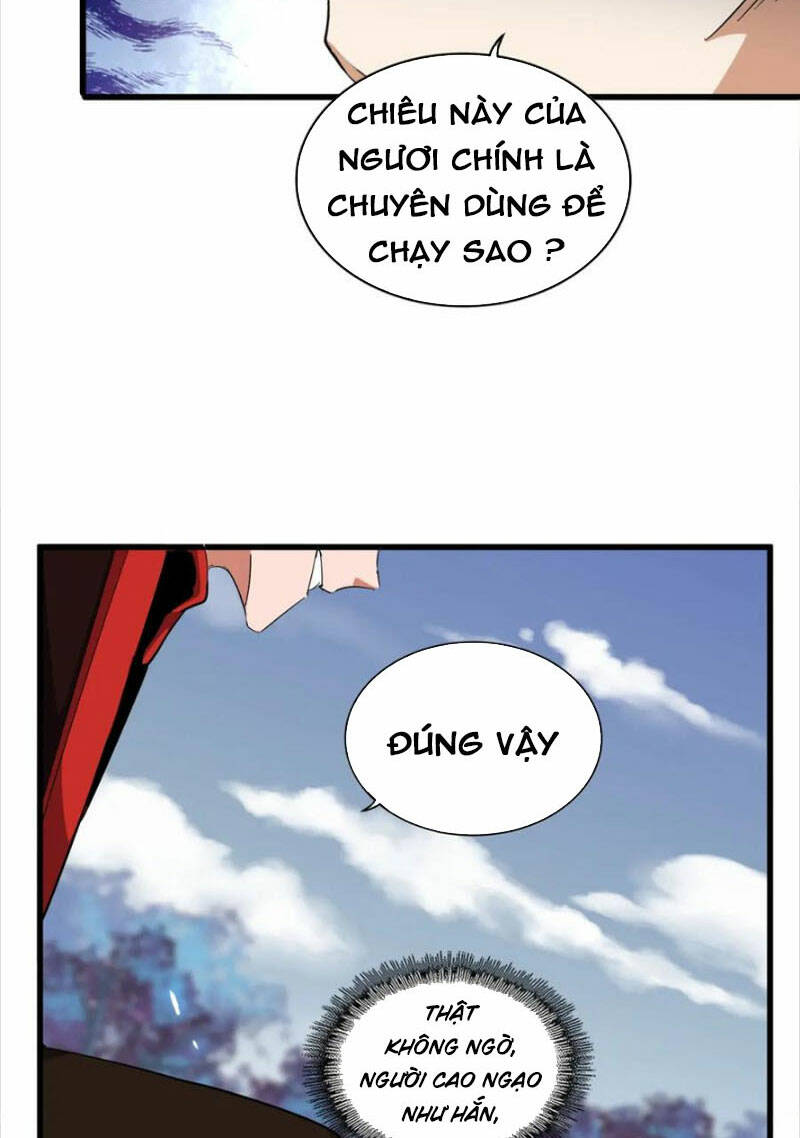 CHIÊU NÀY CỦA
NGƯƠI CHÍNH LÀ
CHUYÊN DÙNG ĐỂ
CHẠY SAO ?
ĐÚNG VẬY
THẬT
KHÔNG NGỜ,
NGƯỜI CAO NGẠO
NHƯ HẮN,